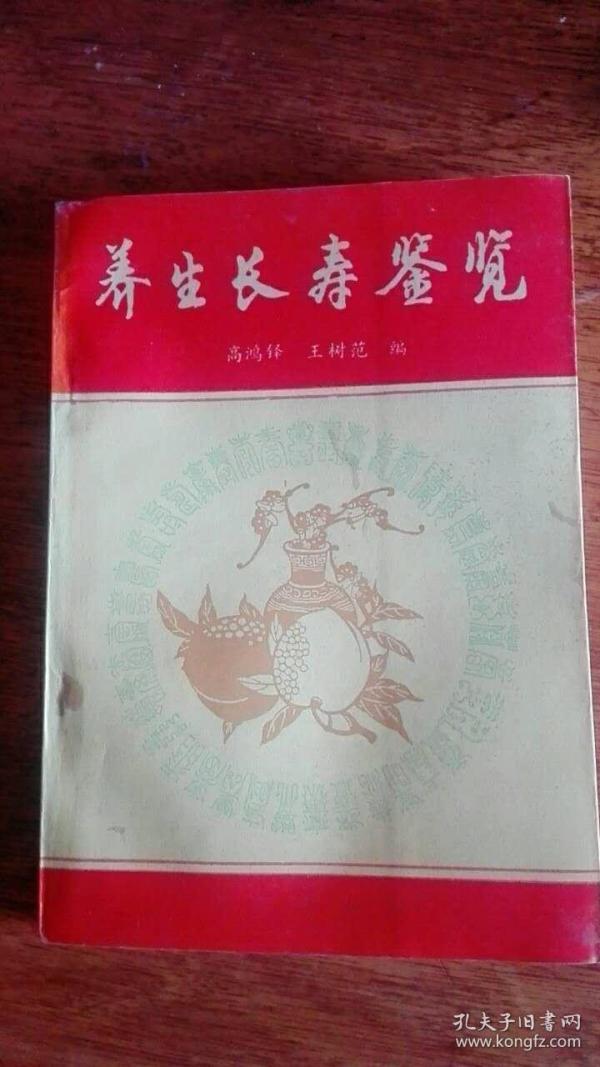 养生长寿鉴览
高鸿铎 王树范 编
孔夫子旧书网
www.kongfz.com